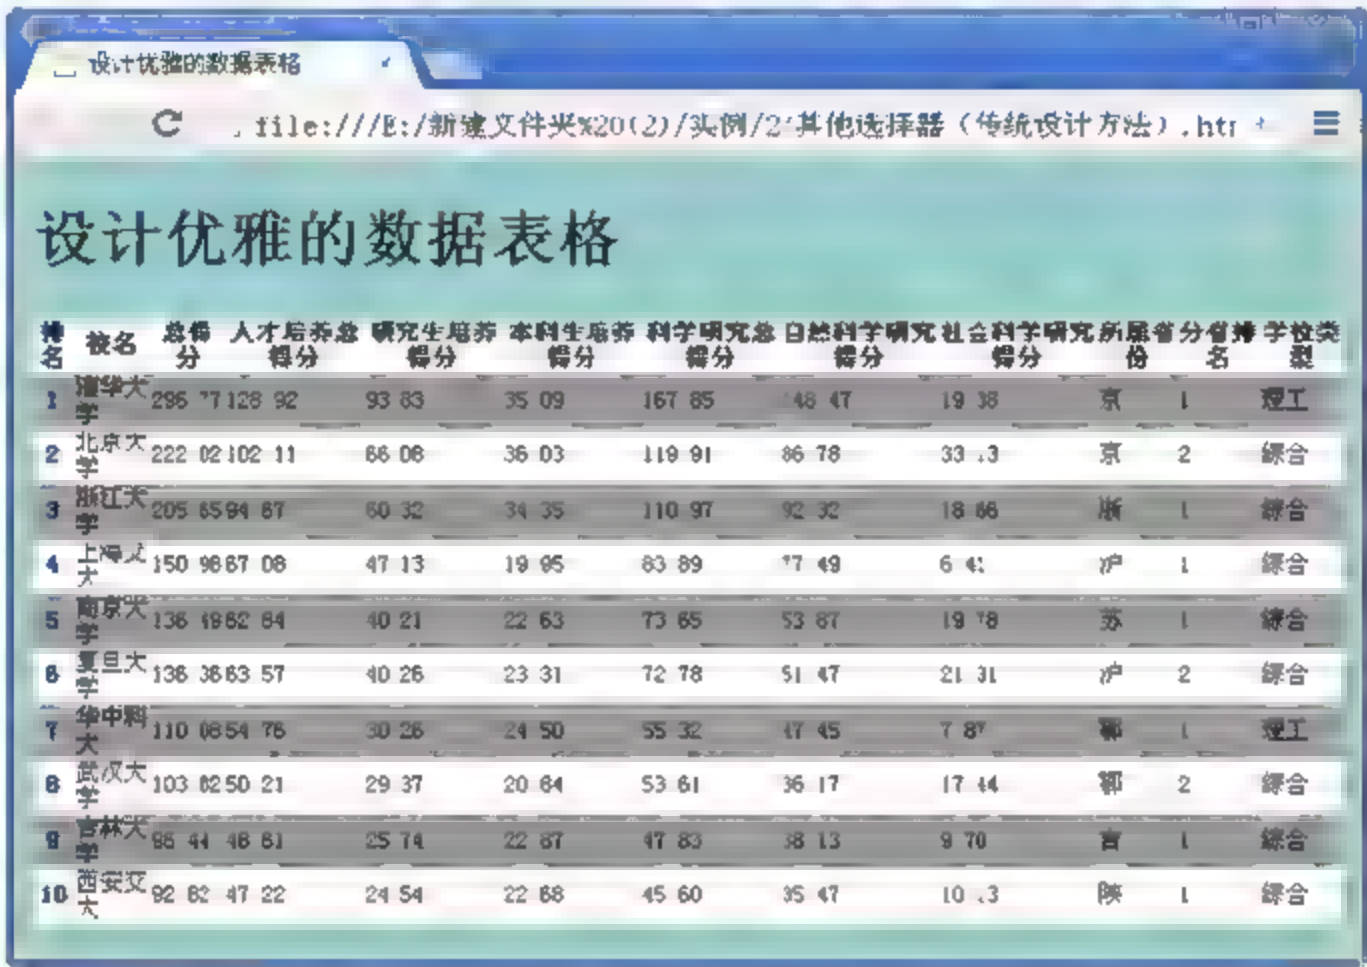 设计优雅的数据表格
file:///E:/新建文件夹%20(2)/实例/2 其他选择器（传统设计方法）.htm
设计优雅的数据表格
排名 校名 总得分 人才培养总得分 研究生培养得分 本科生培养得分 科学研究总得分 自然科学研究得分 社会科学研究得分 所属省份 分省排名 学校类型
1 清华大学 296 77 128 92 93 83 35 09 167 85 148 47 19 38 京 1 理工
2 北京大学 222 02 102 11 66 08 36 03 119 91 86 78 33 13 京 2 综合
3 浙江大学 205 65 94 67 60 32 34 35 110 97 92 32 18 66 浙 1 综合
4 上海交大 150 98 67 08 47 13 19 95 83 89 77 49 6 41 沪 1 综合
5 南京大学 136 49 62 84 40 21 22 63 73 65 53 87 19 78 苏 1 综合
6 复旦大学 136 36 63 57 40 26 23 31 72 78 51 47 21 31 沪 2 综合
7 华中科大 110 08 54 76 30 26 24 50 55 32 47 45 7 87 鄂 1 理工
8 武汉大学 103 82 50 21 29 37 20 84 53 61 36 17 17 44 鄂 2 综合
9 吉林大学 96 44 48 61 25 74 22 87 47 83 38 13 9 70 吉 1 综合
10 西安交大 92 82 47 22 24 54 22 68 45 60 35 47 10 13 陕 1 综合